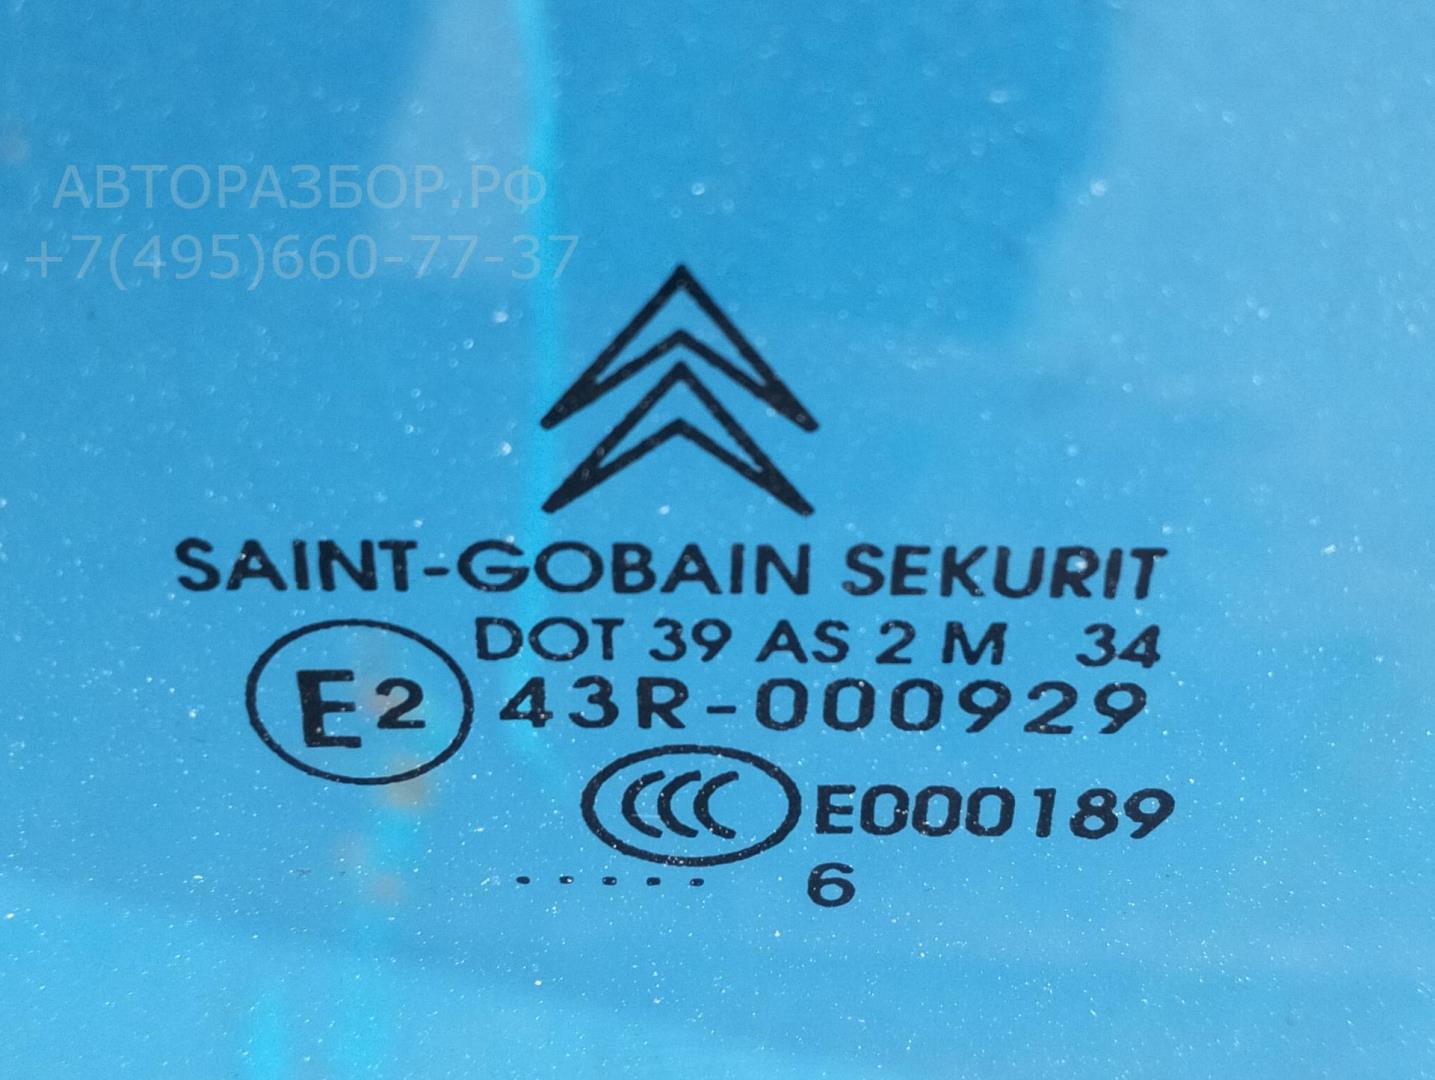 АВТОРАЗБОР.РФ
+7(495)660-77-37
SAINT-GOBAIN SEKURIT
DOT 39 AS 2 M 34
E2 43R-000929
CCC E000189
..... 6